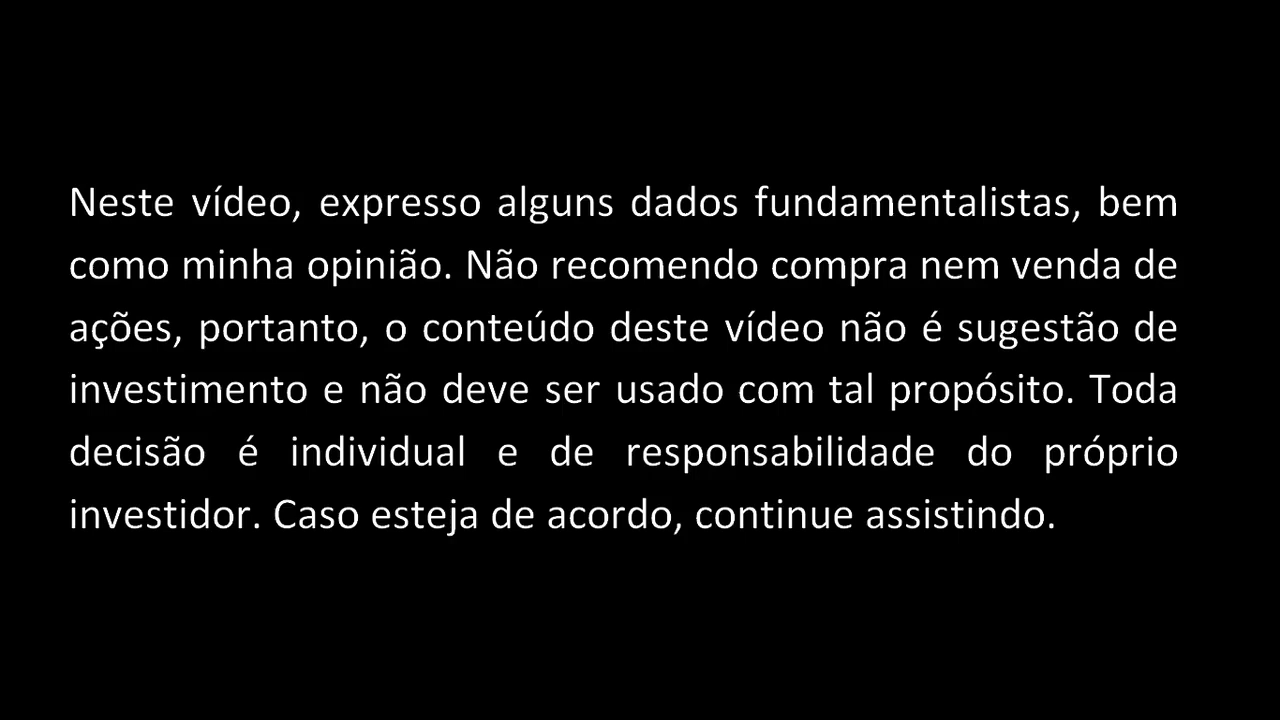 Neste vídeo, expresso alguns dados fundamentalistas, bem
como minha opinião. Não recomendo compra nem venda de
ações, portanto, o conteúdo deste vídeo não é sugestão de
investimento e não deve ser usado com tal propósito. Toda
decisão é individual e de responsabilidade do próprio
investidor. Caso esteja de acordo, continue assistindo.